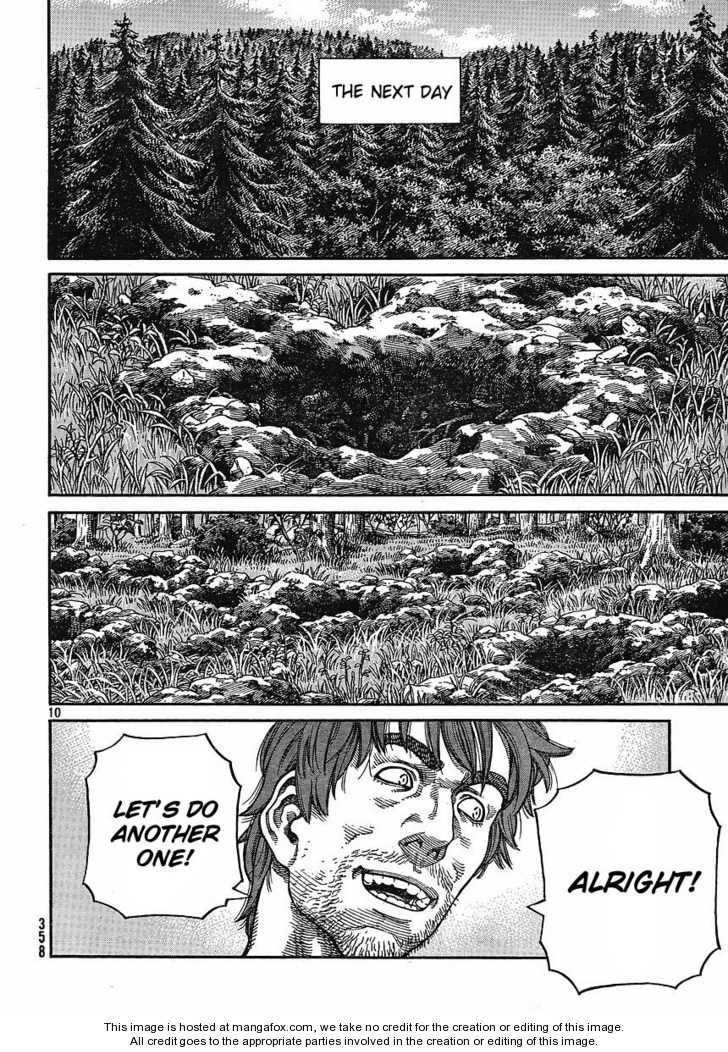 THE NEXT DAY
10
ALRIGHT!
LET'S DO
ANOTHER
ONE!
358
This image is hosted at mangafox.com, we take no credit for the creation or editing of this image.
All credit goes to the appropriate parties involved in the creation or editing of this image.